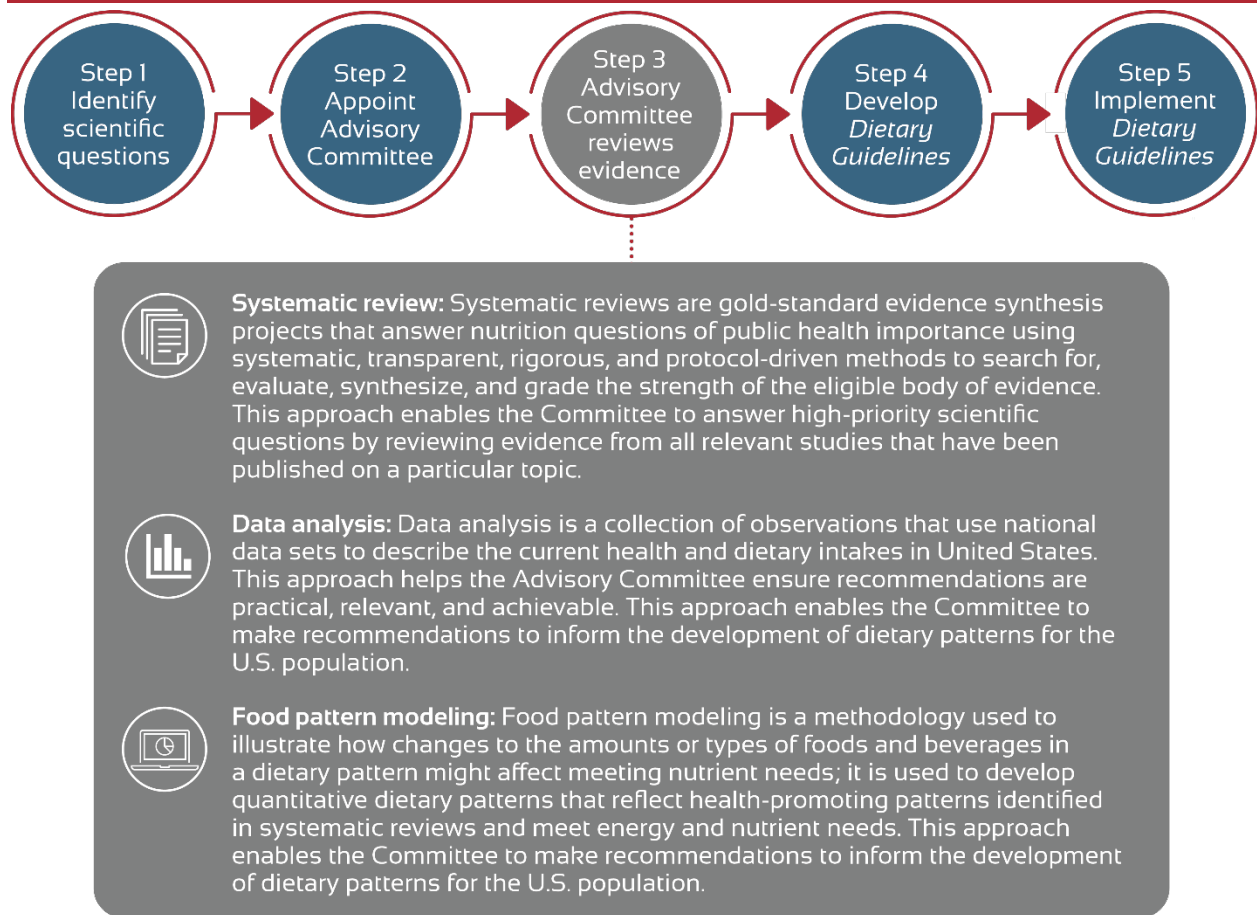 Step 1
Identify
scientific
questions
Step 2
Appoint
Advisory
Committee
Step 3
Advisory
Committee
reviews
evidence
Step 4
Develop
Dietary
Guidelines
Step 5
Implement
Dietary
Guidelines
Systematic review: Systematic reviews are gold-standard evidence synthesis
projects that answer nutrition questions of public health importance using
systematic, transparent, rigorous, and protocol-driven methods to search for,
evaluate, synthesize, and grade the strength of the eligible body of evidence.
This approach enables the Committee to answer high-priority scientific
questions by reviewing evidence from all relevant studies that have been
published on a particular topic.
Data analysis: Data analysis is a collection of observations that use national
data sets to describe the current health and dietary intakes in United States.
This approach helps the Advisory Committee ensure recommendations are
practical, relevant, and achievable. This approach enables the Committee to
make recommendations to inform the development of dietary patterns for the
U.S. population.
Food pattern modeling: Food pattern modeling is a methodology used to
illustrate how changes to the amounts or types of foods and beverages in
a dietary pattern might affect meeting nutrient needs; it is used to develop
quantitative dietary patterns that reflect health-promoting patterns identified
in systematic reviews and meet energy and nutrient needs. This approach
enables the Committee to make recommendations to inform the development
of dietary patterns for the U.S. population.